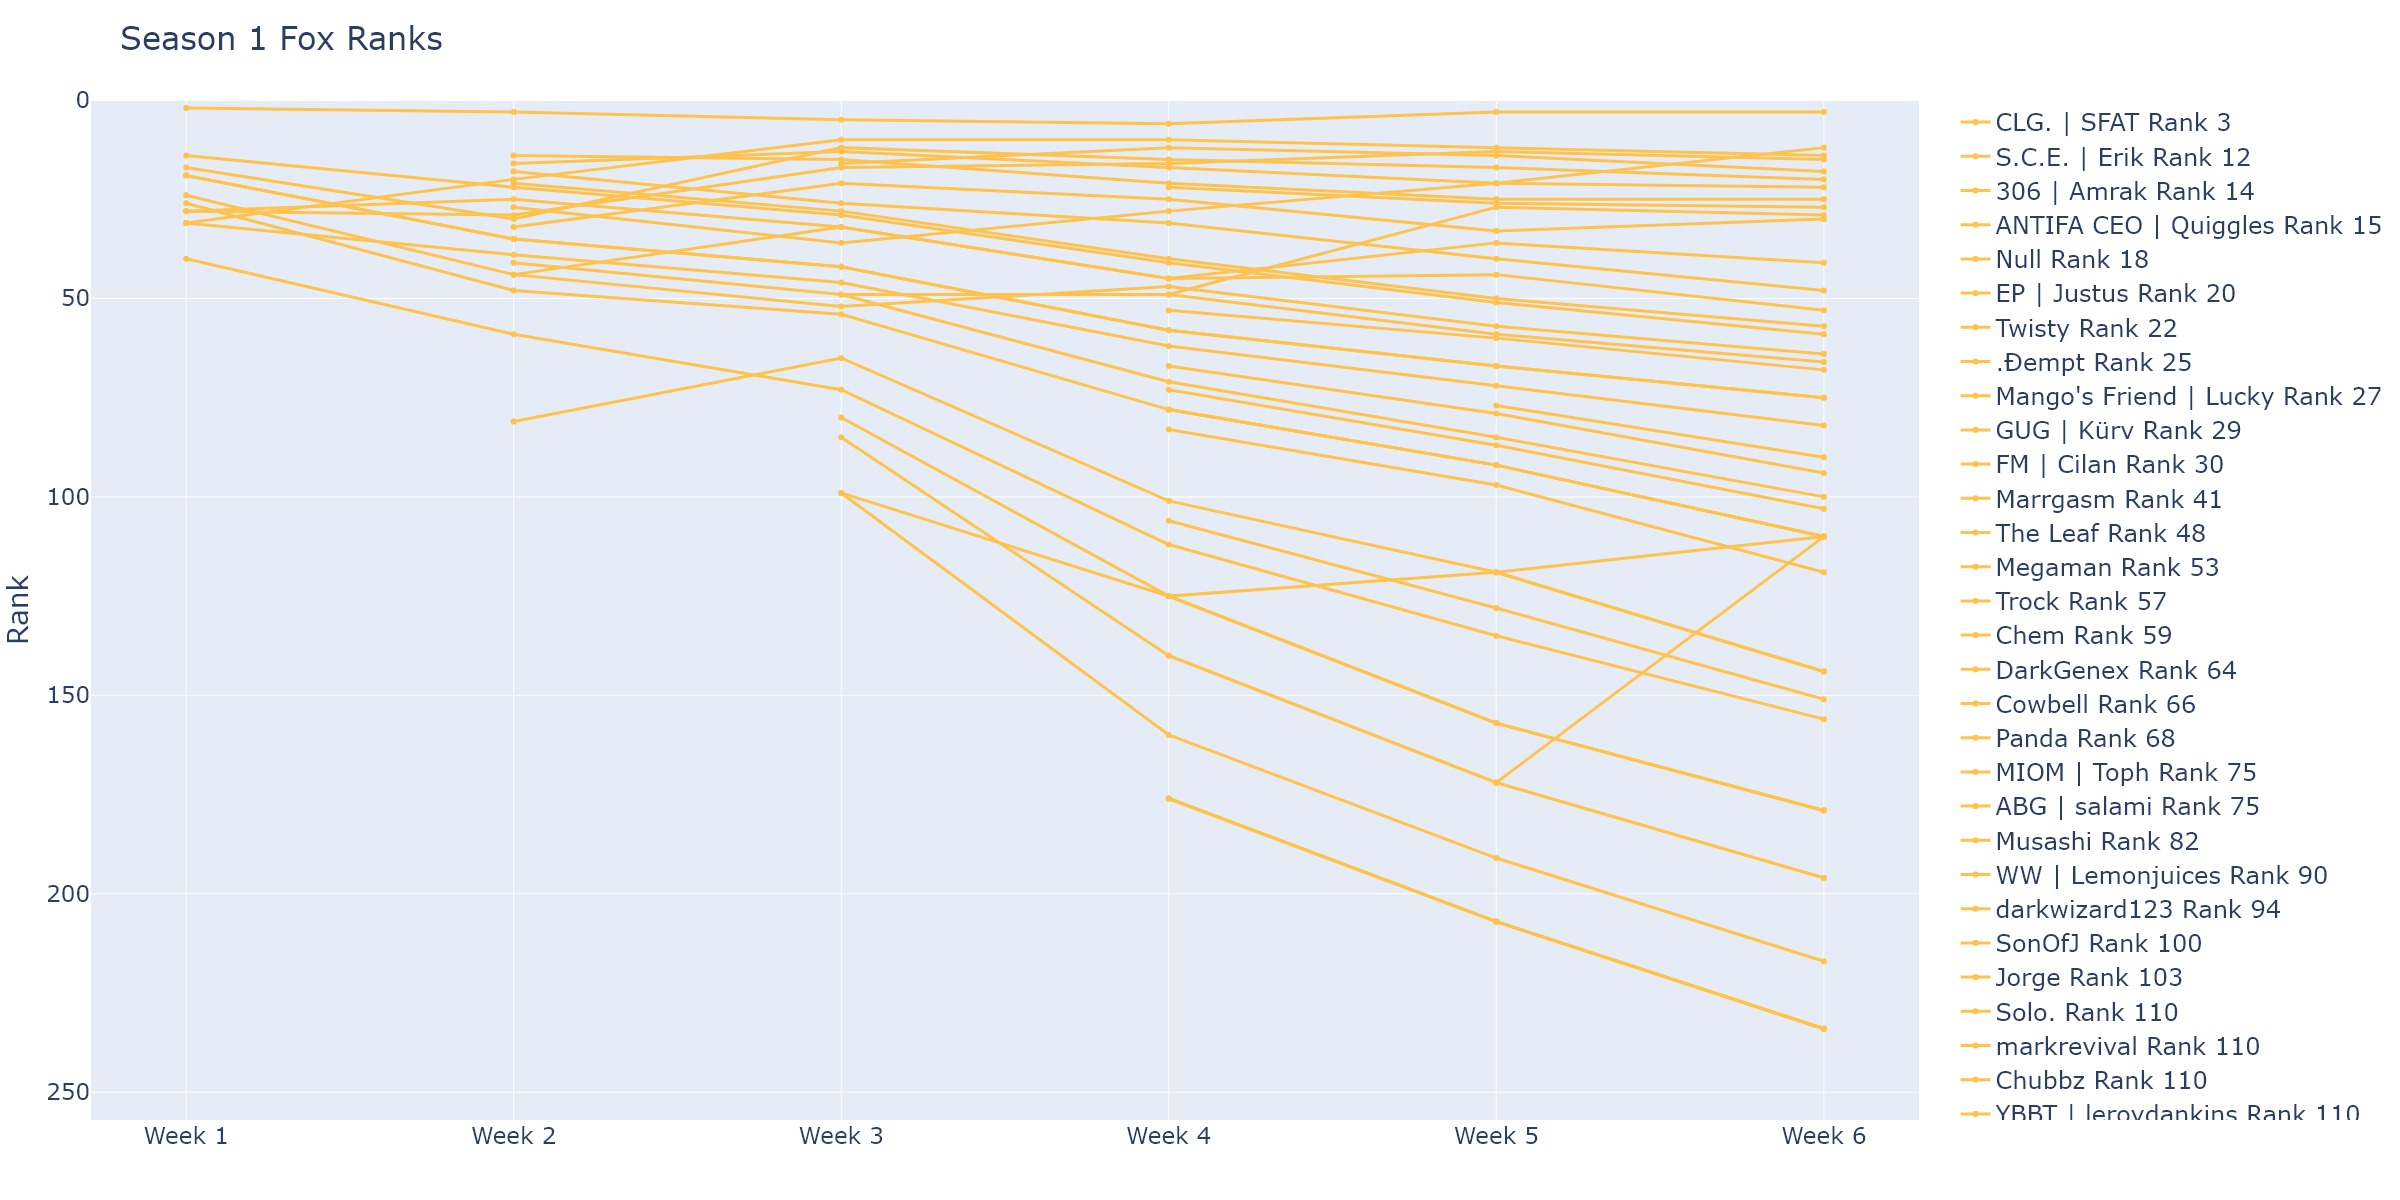 Season 1 Fox Ranks
0
50
100
150
200
250
Rank
Week 1
Week 2
Week 3
Week 4
Week 5
Week 6
CLG. | SFAT Rank 3
S.C.E. | Erik Rank 12
306 | Amrak Rank 14
ANTIFA CEO | Quiggles Rank 15
Null Rank 18
EP | Justus Rank 20
Twisty Rank 22
.Ðempt Rank 25
Mango's Friend | Lucky Rank 27
GUG | Kürv Rank 29
FM | Cilan Rank 30
Marrgasm Rank 41
The Leaf Rank 48
Megaman Rank 53
Trock Rank 57
Chem Rank 59
DarkGenex Rank 64
Cowbell Rank 66
Panda Rank 68
MIOM | Toph Rank 75
ABG | salami Rank 75
Musashi Rank 82
WW | Lemonjuices Rank 90
darkwizard123 Rank 94
SonOfJ Rank 100
Jorge Rank 103
Solo. Rank 110
markrevival Rank 110
Chubbz Rank 110
YBBT | leroydankins Rank 110